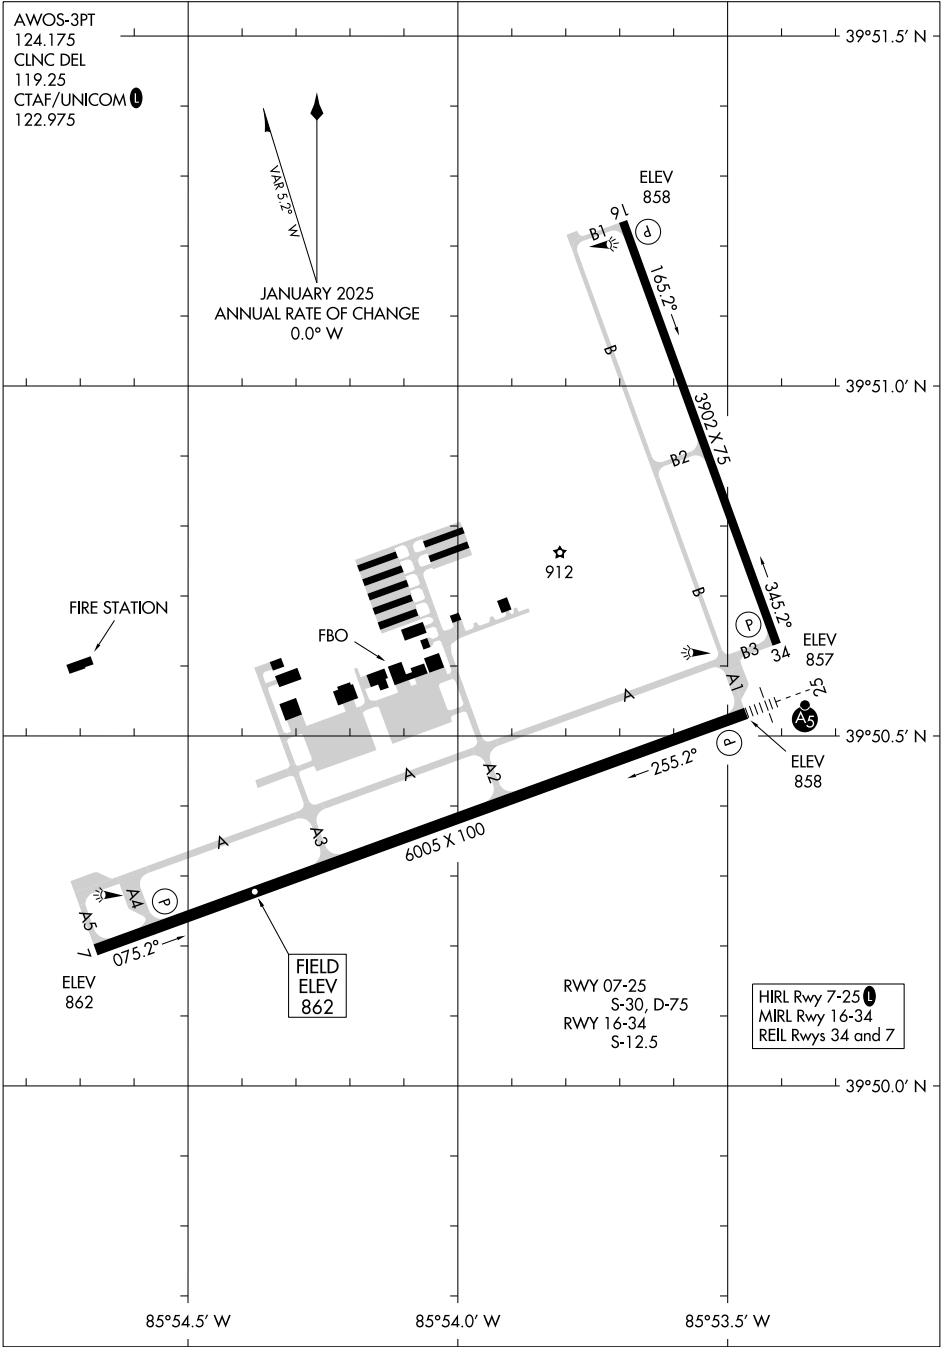 AWOS-3PT
124.175
CLNC DEL
119.25
CTAF/UNICOM L
122.975
39°51.5' N
VAR 5.2° W
JANUARY 2025
ANNUAL RATE OF CHANGE
0.0° W
ELEV
858
16
P
B1
165.2°
B
39°51.0' N
3902 X 75
B2
912
B
345.2°
FIRE STATION
FBO
P
B3
34
ELEV
857
A1
25
A
A5
39°50.5' N
P
ELEV
858
255.2°
A2
A
6005 X 100
A3
A
A4
P
A5
7
075.2°
ELEV
862
FIELD
ELEV
862
RWY 07-25
S-30, D-75
RWY 16-34
S-12.5
HIRL Rwy 7-25 L
MIRL Rwy 16-34
REIL Rwys 34 and 7
39°50.0' N
85°54.5' W
85°54.0' W
85°53.5' W